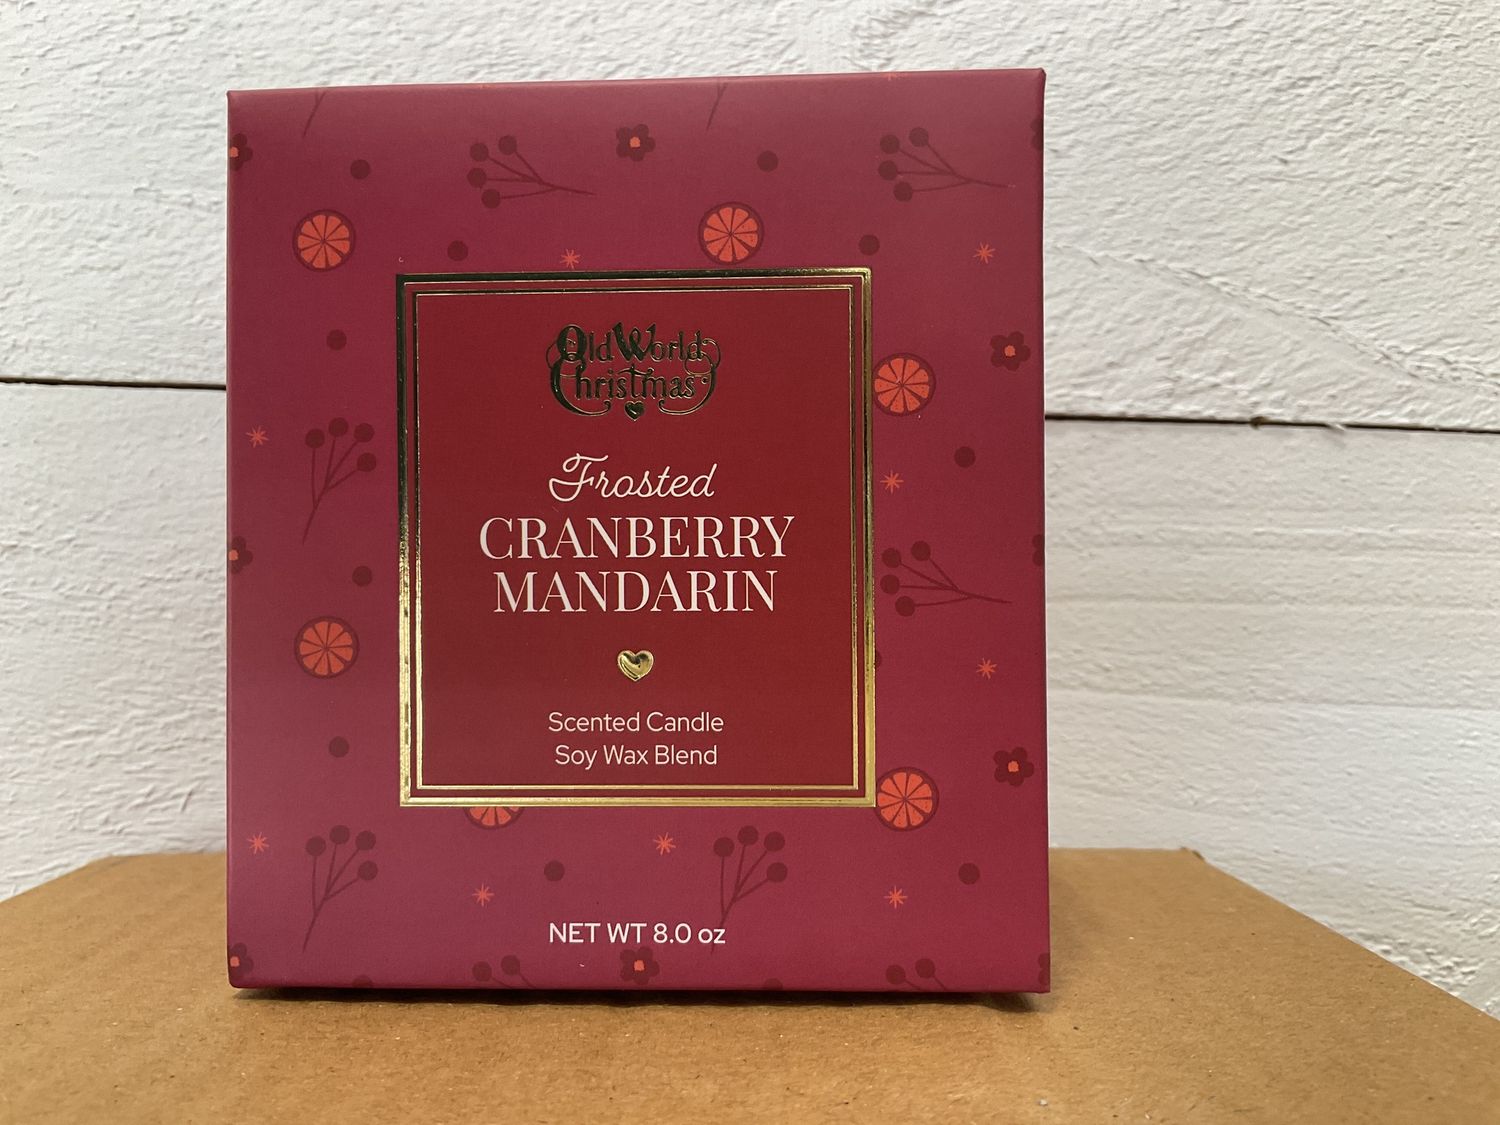 Old World
Christmas
Frosted
CRANBERRY
MANDARIN
Scented Candle
Soy Wax Blend
NET WT 8.0 oz